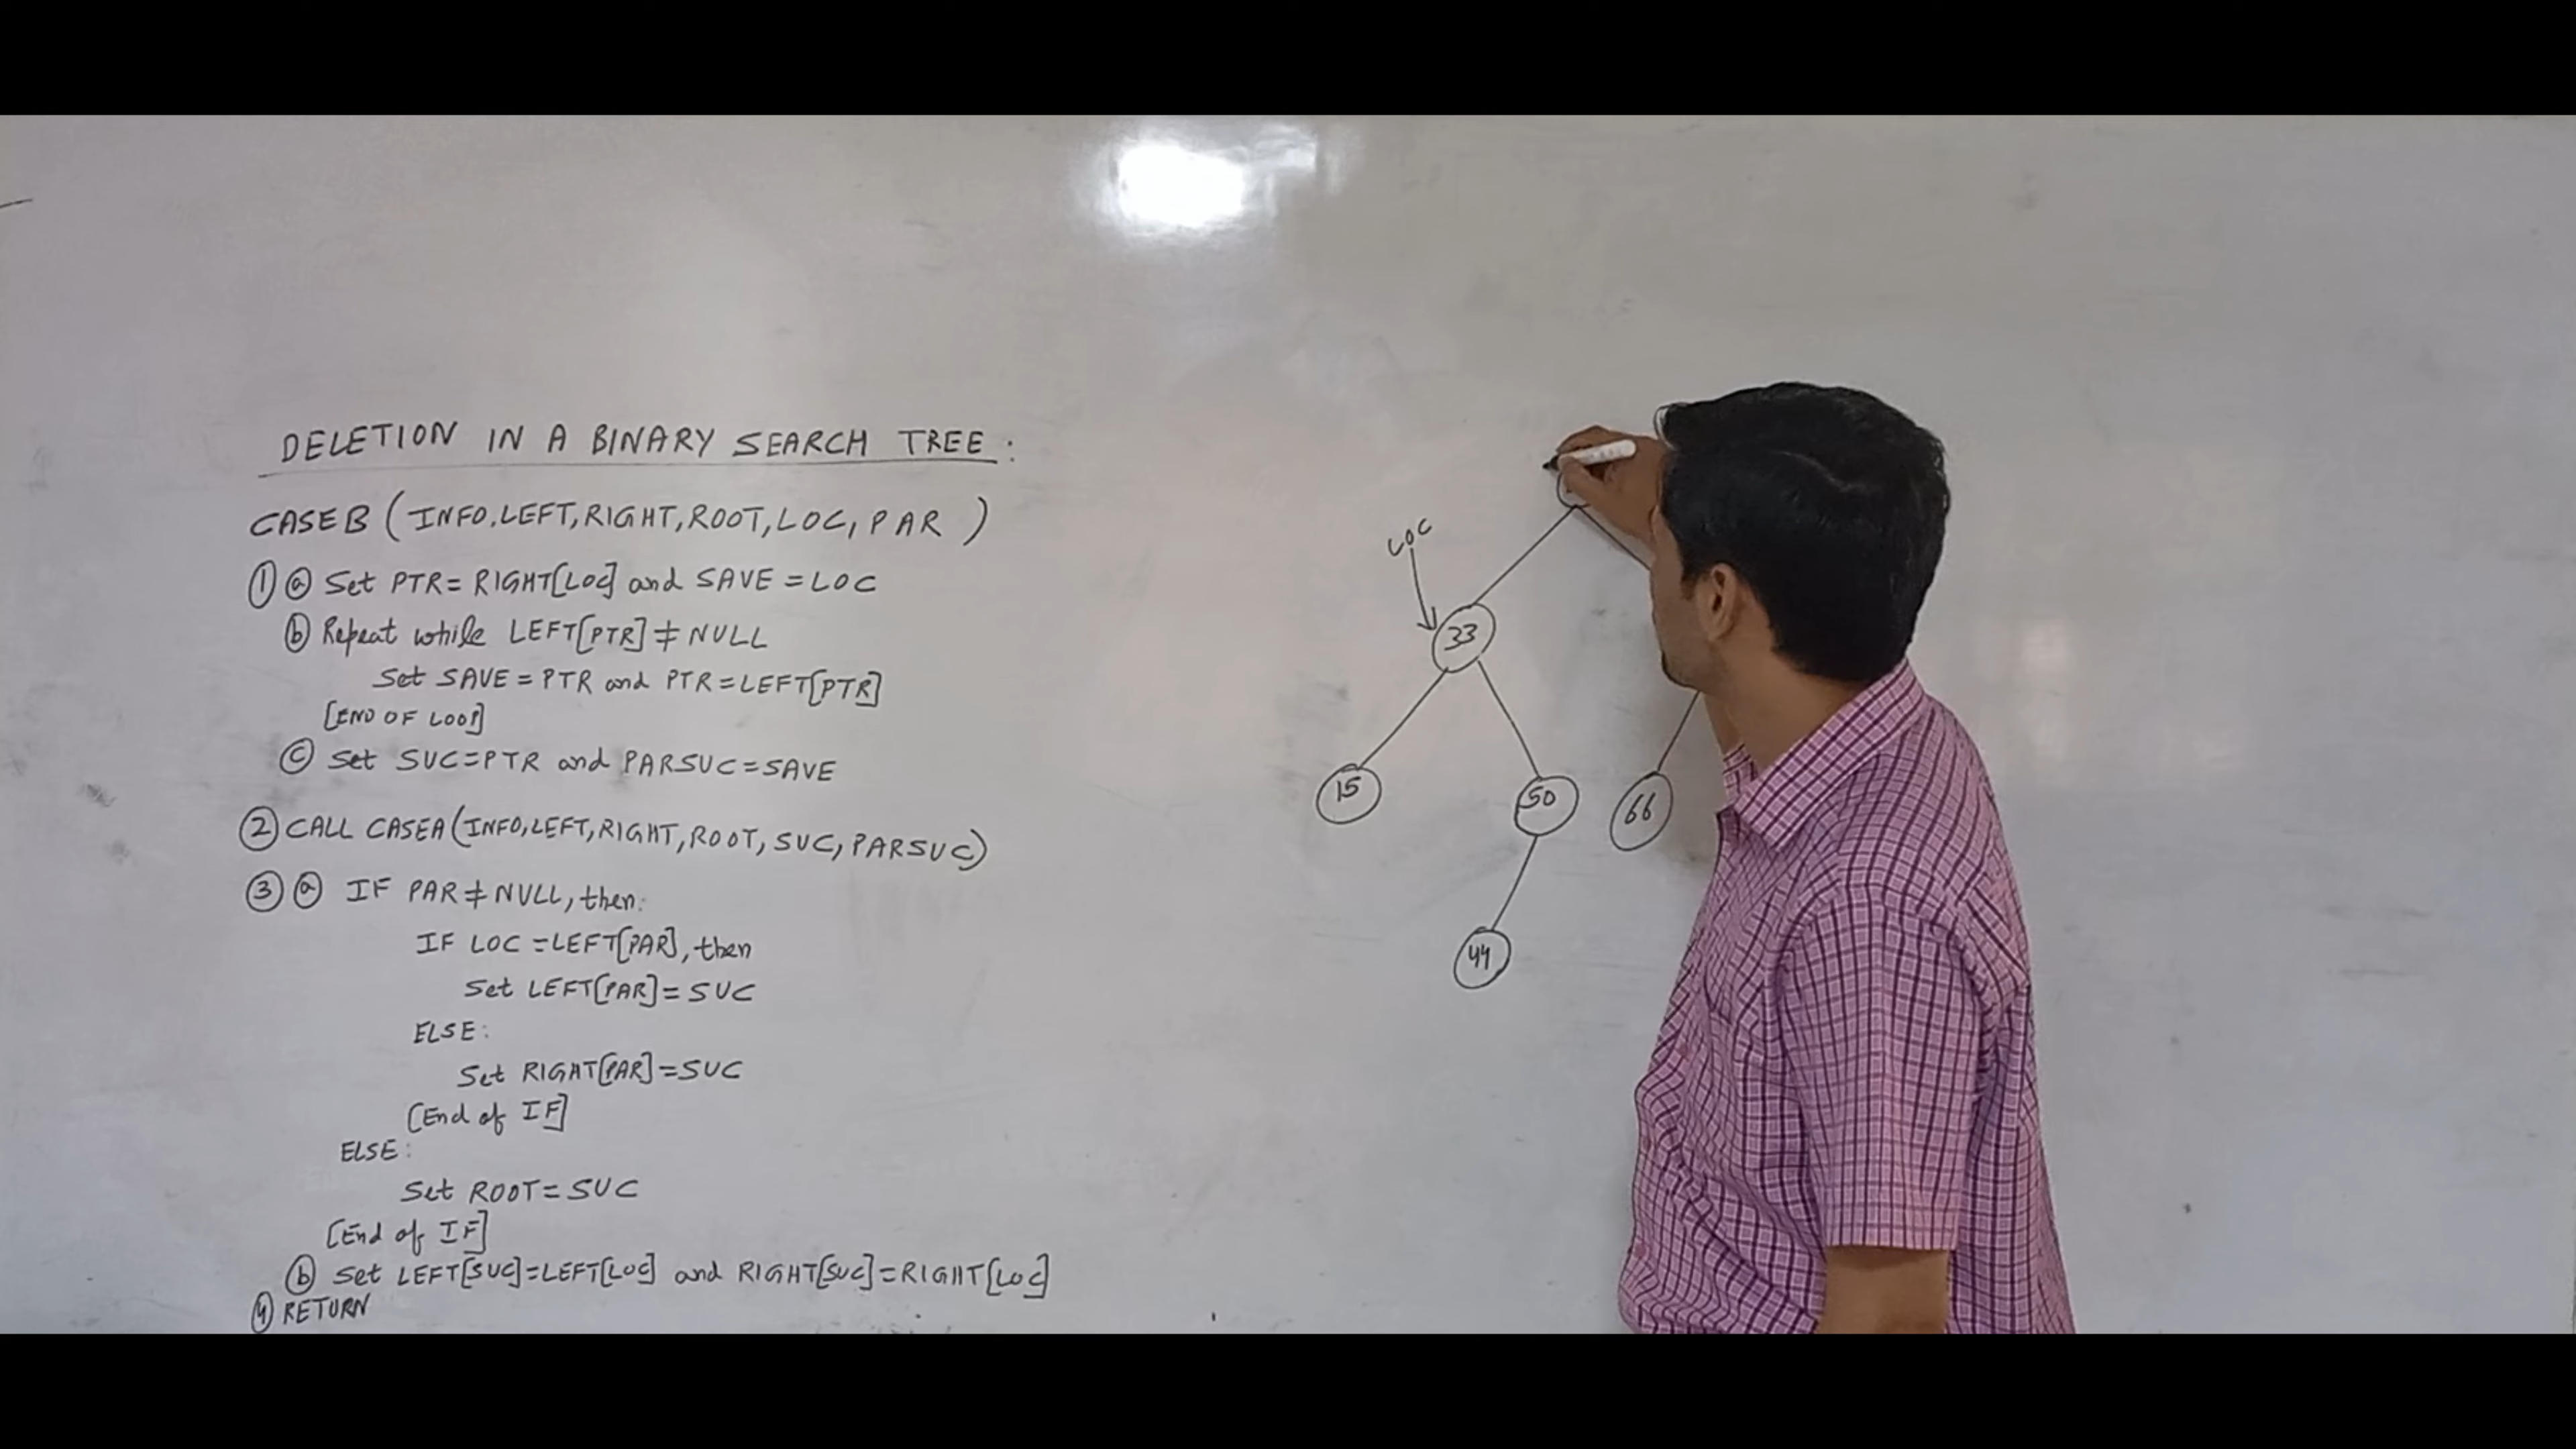 DELETION IN A BINARY SEARCH TREE:
CASEB (INFO, LEFT, RIGHT, ROOT, LOC, PAR )
① ⓐ Set PTR = RIGHT[LOC] and SAVE = LOC
ⓑ Repeat while LEFT[PTR] ≠ NULL
Set SAVE = PTR and PTR = LEFT[PTR]
[END OF LOOP]
ⓒ Set SUC = PTR and PARSUC = SAVE
② CALL CASEA (INFO, LEFT, RIGHT, ROOT, SUC, PARSUC)
③ ⓐ IF PAR ≠ NULL, then:
IF LOC = LEFT[PAR], then
Set LEFT[PAR] = SUC
ELSE:
Set RIGHT[PAR] = SUC
[End of IF]
ELSE:
Set ROOT = SUC
[End of IF]
ⓑ Set LEFT[SUC] = LEFT[LOC] and RIGHT[SUC] = RIGHT[LOC]
④ RETURN
LOC
33
15
50
66
44